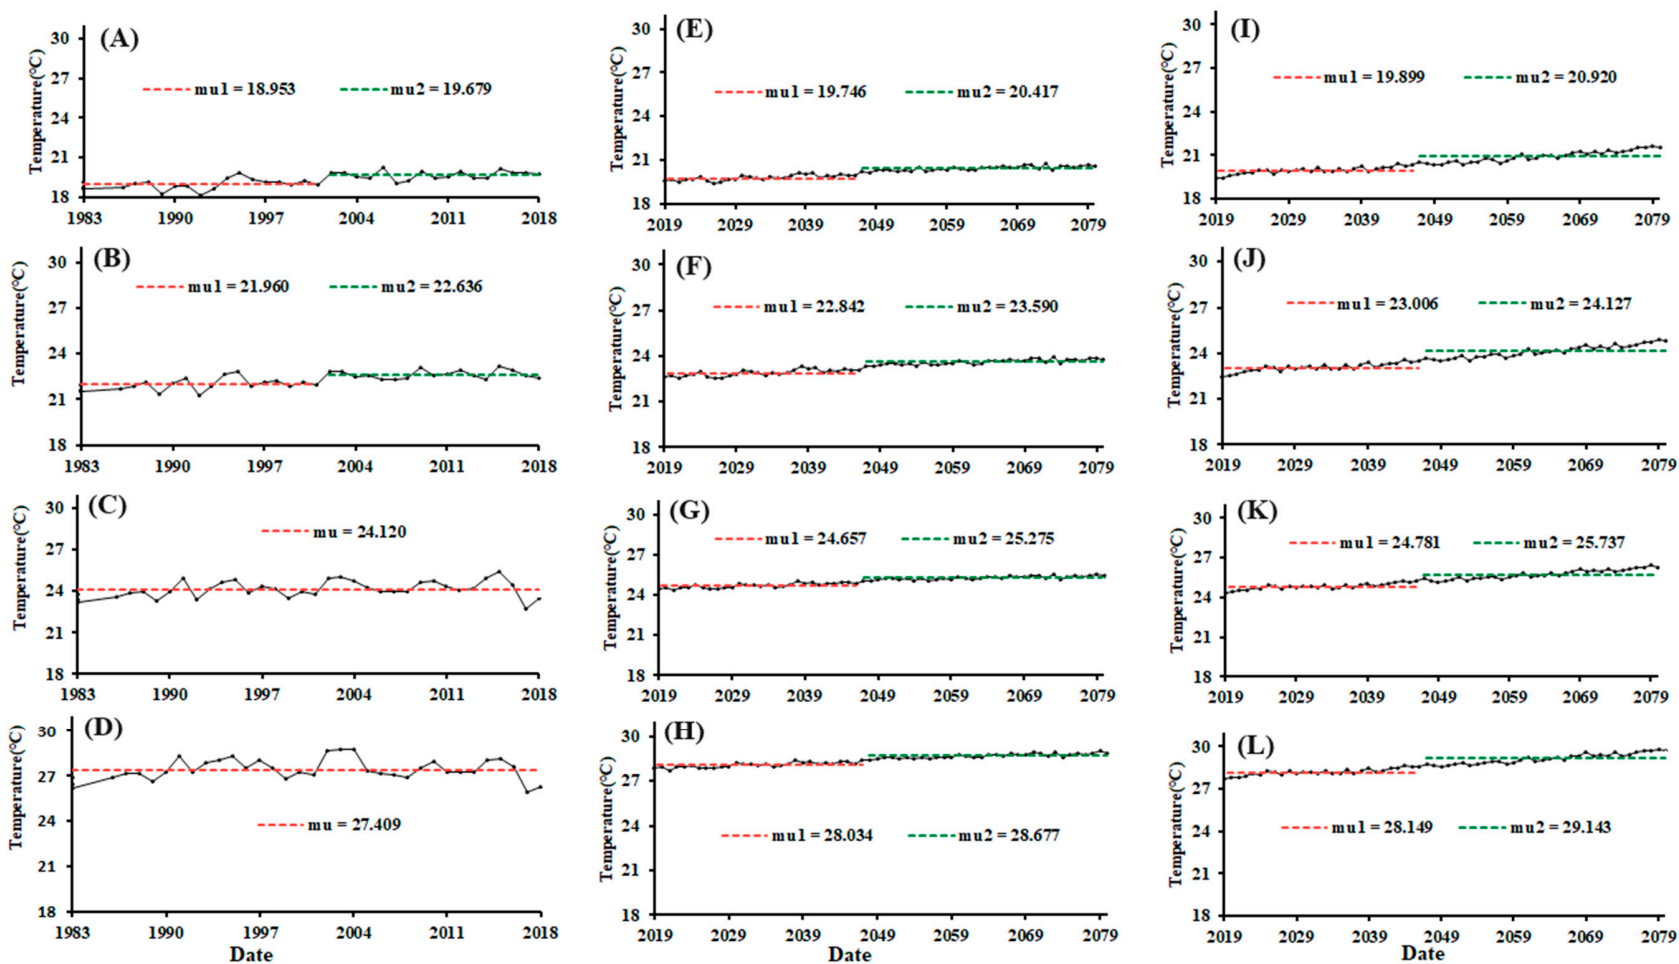 (A)
Temperature(°C)
30
27
24
21
18
mu1 = 18.953
mu2 = 19.679
1983 1990 1997 2004 2011 2018
(E)
Temperature(°C)
30
27
24
21
18
mu1 = 19.746
mu2 = 20.417
2019 2029 2039 2049 2059 2069 2079
(I)
Temperature(°C)
30
27
24
21
18
mu1 = 19.899
mu2 = 20.920
2019 2029 2039 2049 2059 2069 2079
(B)
Temperature(°C)
30
27
24
21
18
mu1 = 21.960
mu2 = 22.636
1983 1990 1997 2004 2011 2018
(F)
Temperature(°C)
30
27
24
21
18
mu1 = 22.842
mu2 = 23.590
2019 2029 2039 2049 2059 2069 2079
(J)
Temperature(°C)
30
27
24
21
18
mu1 = 23.006
mu2 = 24.127
2019 2029 2039 2049 2059 2069 2079
(C)
Temperature(°C)
30
27
24
21
18
mu = 24.120
1983 1990 1997 2004 2011 2018
(G)
Temperature(°C)
30
27
24
21
18
mu1 = 24.657
mu2 = 25.275
2019 2029 2039 2049 2059 2069 2079
(K)
Temperature(°C)
30
27
24
21
18
mu1 = 24.781
mu2 = 25.737
2019 2029 2039 2049 2059 2069 2079
(D)
Temperature(°C)
30
27
24
21
18
mu = 27.409
1983 1990 1997 2004 2011 2018
Date
(H)
Temperature(°C)
30
27
24
21
18
mu1 = 28.034
mu2 = 28.677
2019 2029 2039 2049 2059 2069 2079
Date
(L)
Temperature(°C)
30
27
24
21
18
mu1 = 28.149
mu2 = 29.143
2019 2029 2039 2049 2059 2069 2079
Date